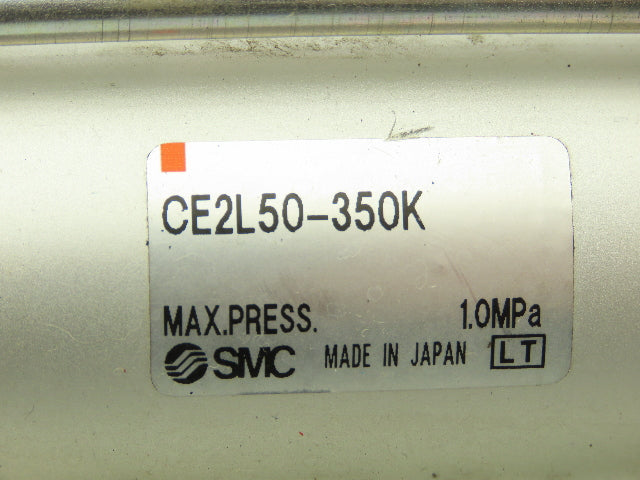 CE2L50-350K
MAX.PRESS. 1.0MPa
SMC MADE IN JAPAN LT